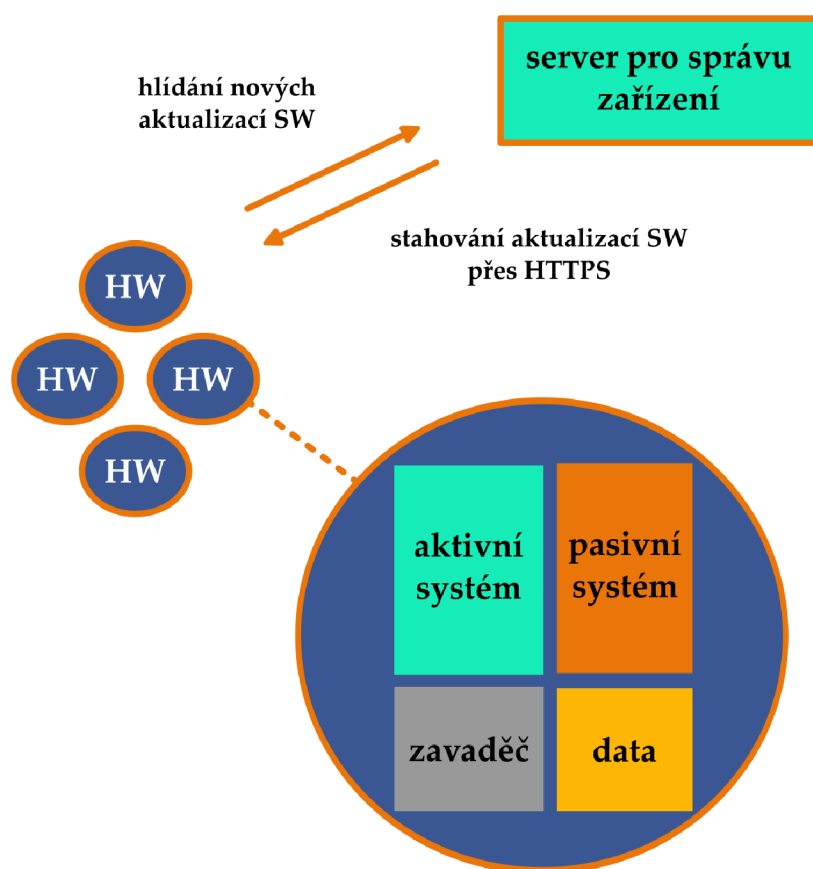 server pro správu
zařízení
hlídání nových
aktualizací SW
stahování aktualizací SW
přes HTTPS
HW
HW
HW
HW
aktivní
systém
pasivní
systém
zavaděč
data